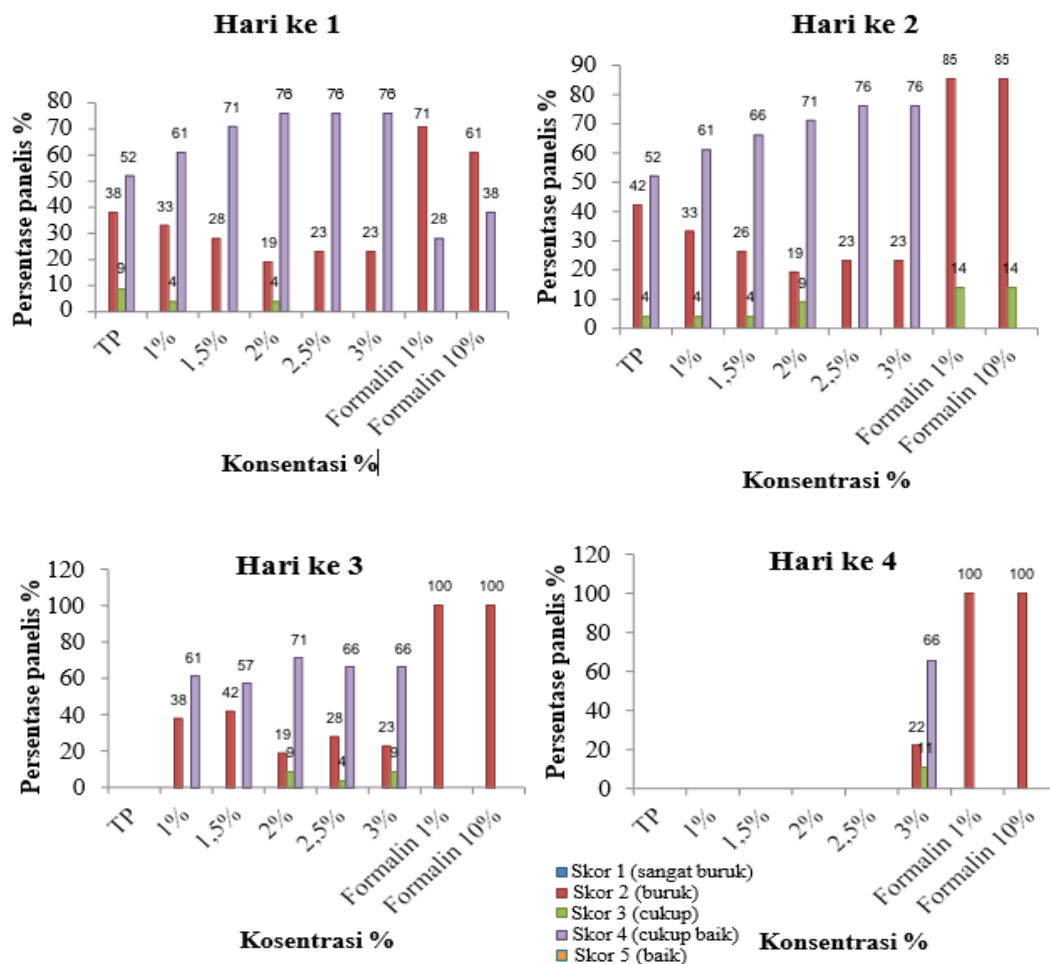 Hari ke 1
Persentase panelis %
80
70
60
50
40
30
20
10
0
38 9 52
33 4 61
28 71
19 4 76
23 76
23 76
71 28
61 38
TP 1% 1,5% 2% 2,5% 3% Formalin 1% Formalin 10%
Konsentasi %
Hari ke 2
Persentase panelis %
90
80
70
60
50
40
30
20
10
0
42 4 52
33 4 61
26 4 66
19 9 71
23 76
23 76
85 14
85 14
TP 1% 1,5% 2% 2,5% 3% Formalin 1% Formalin 10%
Konsentrasi %
Hari ke 3
Persentase panelis %
120
100
80
60
40
20
0
38 61
42 57
19 9 71
28 4 66
23 9 66
100
100
TP 1% 1,5% 2% 2,5% 3% Formalin 1% Formalin 10%
Kosentrasi %
Hari ke 4
Persentase panelis %
120
100
80
60
40
20
0
22 11 66
100
100
TP 1% 1,5% 2% 2,5% 3% Formalin 1% Formalin 10%
Skor 1 (sangat buruk)
Skor 2 (buruk)
Skor 3 (cukup)
Skor 4 (cukup baik)
Skor 5 (baik)
Konsentrasi %